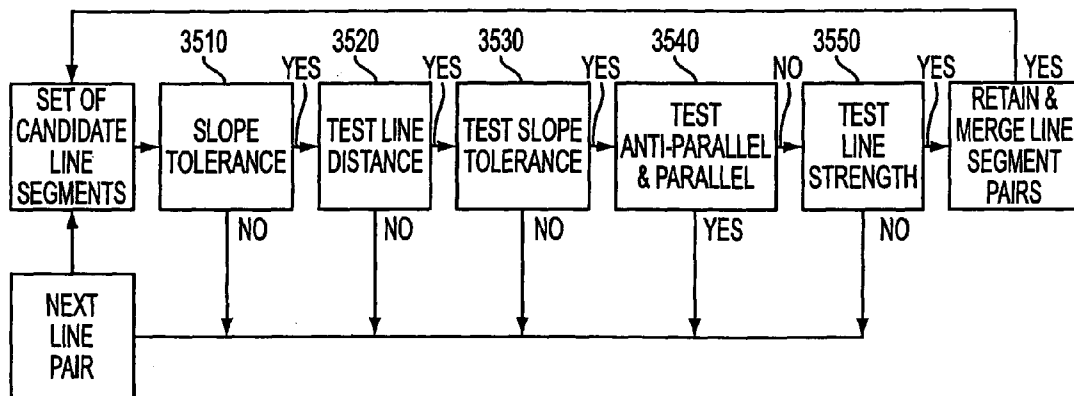 3510
3520
3530
3540
3550
YES
YES
YES
NO
YES
YES
SET OF
CANDIDATE
LINE
SEGMENTS
SLOPE
TOLERANCE
TEST LINE
DISTANCE
TEST SLOPE
TOLERANCE
TEST
ANTI-PARALLEL
& PARALLEL
TEST
LINE
STRENGTH
RETAIN &
MERGE LINE
SEGMENT
PAIRS
NO
NO
NO
YES
NO
NEXT
LINE
PAIR